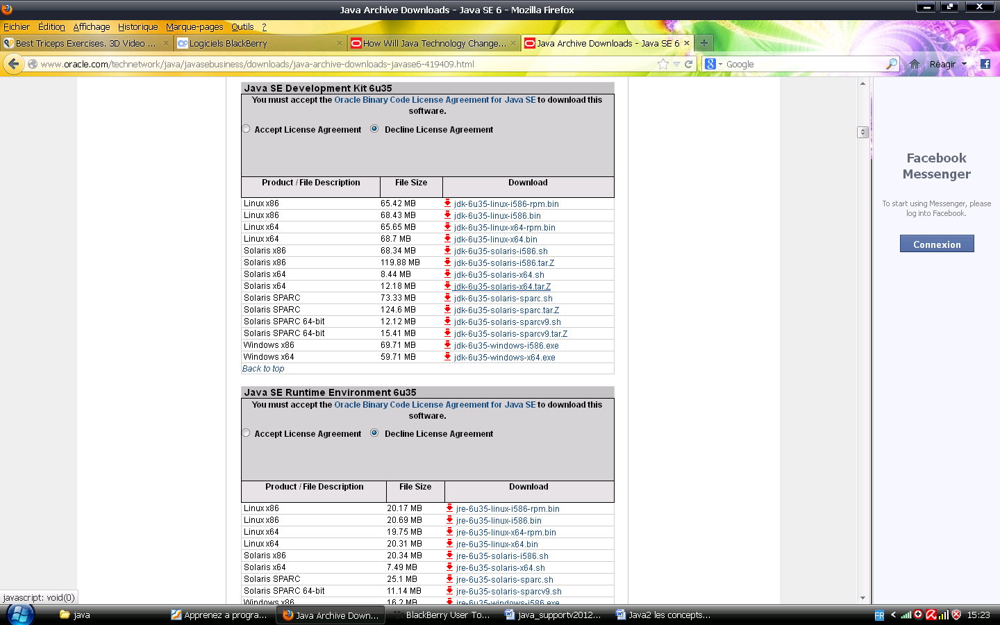 Java Archive Downloads - Java SE 6 - Mozilla Firefox
Fichier Édition Affichage Historique Marque-pages Outils ?
Best Triceps Exercises. 3D Video ... Logiciels BlackBerry How Will Java Technology Change... Java Archive Downloads - Java SE 6
www.oracle.com/technetwork/java/javasebusiness/downloads/java-archive-downloads-javase6-419409.html Google Réagir
Java SE Development Kit 6u35
You must accept the Oracle Binary Code License Agreement for Java SE to download this
software.
Accept License Agreement Decline License Agreement
Product / File Description File Size Download
Linux x86 65.42 MB jdk-6u35-linux-i586-rpm.bin
Linux x86 68.43 MB jdk-6u35-linux-i586.bin
Linux x64 65.65 MB jdk-6u35-linux-x64-rpm.bin
Linux x64 68.7 MB jdk-6u35-linux-x64.bin
Solaris x86 68.34 MB jdk-6u35-solaris-i586.sh
Solaris x86 119.88 MB jdk-6u35-solaris-i586.tar.Z
Solaris x64 8.44 MB jdk-6u35-solaris-x64.sh
Solaris x64 12.18 MB jdk-6u35-solaris-x64.tar.Z
Solaris SPARC 73.33 MB jdk-6u35-solaris-sparc.sh
Solaris SPARC 124.6 MB jdk-6u35-solaris-sparc.tar.Z
Solaris SPARC 64-bit 12.12 MB jdk-6u35-solaris-sparcv9.sh
Solaris SPARC 64-bit 15.41 MB jdk-6u35-solaris-sparcv9.tar.Z
Windows x86 69.71 MB jdk-6u35-windows-i586.exe
Windows x64 59.71 MB jdk-6u35-windows-x64.exe
Back to top
Java SE Runtime Environment 6u35
You must accept the Oracle Binary Code License Agreement for Java SE to download this
software.
Accept License Agreement Decline License Agreement
Product / File Description File Size Download
Linux x86 20.17 MB jre-6u35-linux-i586-rpm.bin
Linux x86 20.69 MB jre-6u35-linux-i586.bin
Linux x64 19.75 MB jre-6u35-linux-x64-rpm.bin
Linux x64 20.31 MB jre-6u35-linux-x64.bin
Solaris x86 20.34 MB jre-6u35-solaris-i586.sh
Solaris x64 7.49 MB jre-6u35-solaris-x64.sh
Solaris SPARC 25.1 MB jre-6u35-solaris-sparc.sh
Solaris SPARC 64-bit 11.14 MB jre-6u35-solaris-sparcv9.sh
Windows x86 16.2 MB jre-6u35-windows-i586.exe
Facebook
Messenger
To start using Messenger, please
log into Facebook.
Connexion
javascript: void(0)
java Apprenez a progra... Java Archive Down... BlackBerry User To... java_supportv2012... Java2 les concepts... FR 15:23